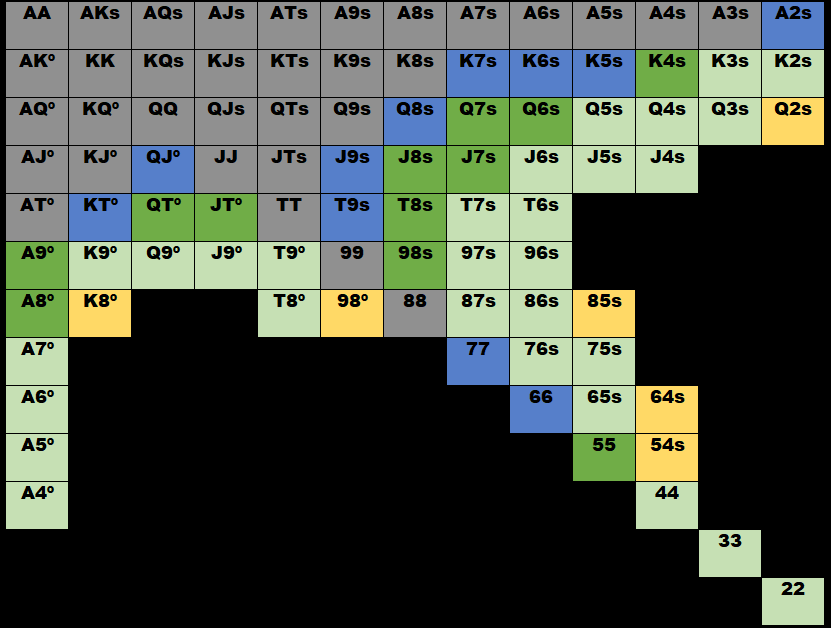 AA AKs AQs AJs ATs A9s A8s A7s A6s A5s A4s A3s A2s
AKº KK KQs KJs KTs K9s K8s K7s K6s K5s K4s K3s K2s
AQº KQº QQ QJs QTs Q9s Q8s Q7s Q6s Q5s Q4s Q3s Q2s
AJº KJº QJº JJ JTs J9s J8s J7s J6s J5s J4s
ATº KTº QTº JTº TT T9s T8s T7s T6s
A9º K9º Q9º J9º T9º 99 98s 97s 96s
A8º K8º T8º 98º 88 87s 86s 85s
A7º 77 76s 75s
A6º 66 65s 64s
A5º 55 54s
A4º 44
33
22